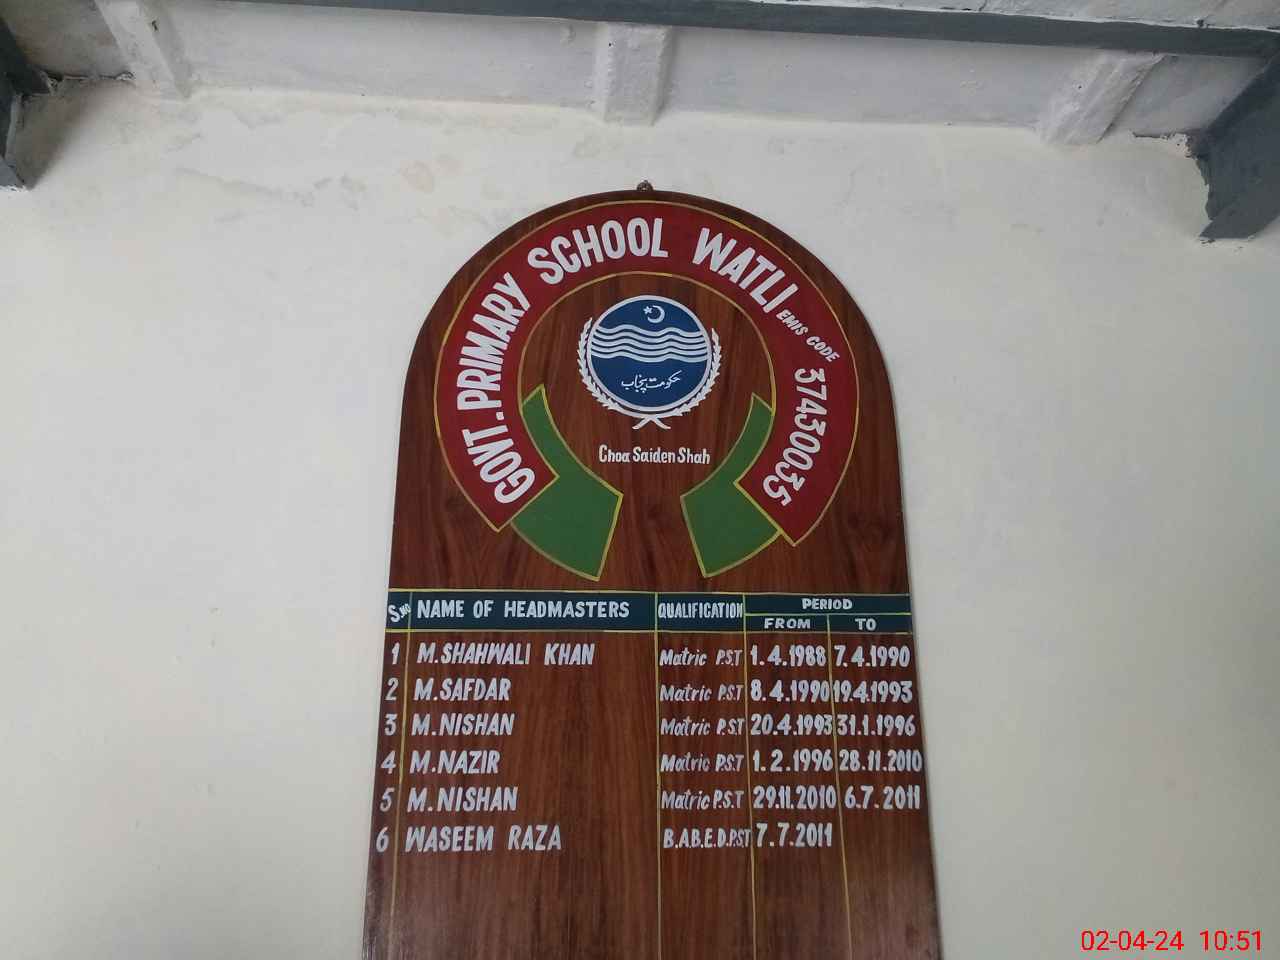 GOVT. PRIMARY SCHOOL WATLI EMIS CODE 37430035
حکومت پنجاب
Choa Saiden Shah
S.NO NAME OF HEADMASTERS QUALIFICATION PERIOD
FROM TO
1 M.SHAHWALI KHAN Matric P.S.T 1.4.1988 7.4.1990
2 M.SAFDAR Matric P.S.T 8.4.1990 19.4.1993
3 M.NISHAN Matric P.S.T 20.4.1993 31.1.1996
4 M.NAZIR Matric P.S.T 1.2.1996 28.11.2010
5 M.NISHAN Matric P.S.T 29.11.2010 6.7.2011
6 WASEEM RAZA B.A.B.E.D.P.S.T 7.7.2011
02-04-24 10:51